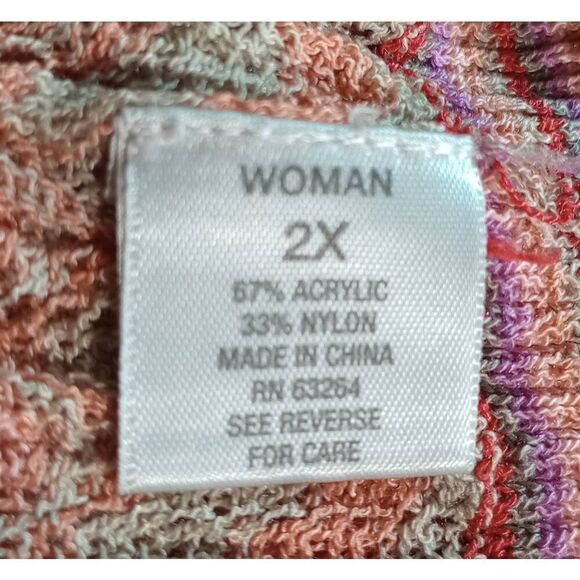 WOMAN
2X
67% ACRYLIC
33% NYLON
MADE IN CHINA
RN 63264
SEE REVERSE
FOR CARE